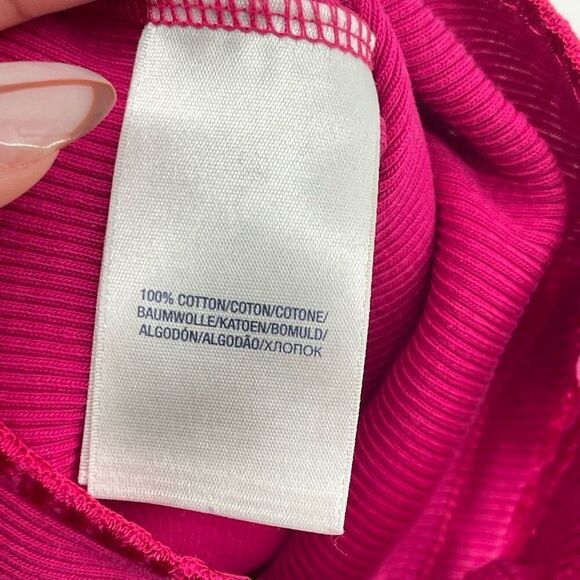 100% COTTON/COTON/COTONE/
BAUMWOLLE/KATOEN/BOMULD/
ALGODÓN/ALGODÃO/ХЛОПОК